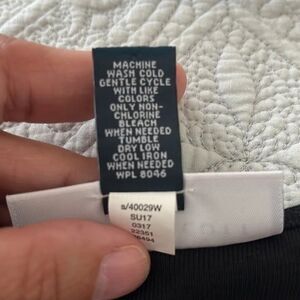 MACHINE
WASH COLD
GENTLE CYCLE
WITH LIKE
COLORS
ONLY NON-
CHLORINE
BLEACH
WHEN NEEDED
TUMBLE
DRY LOW
COOL IRON
WHEN NEEDED
WPL 8046
s/40029W
SU17
0317
22351